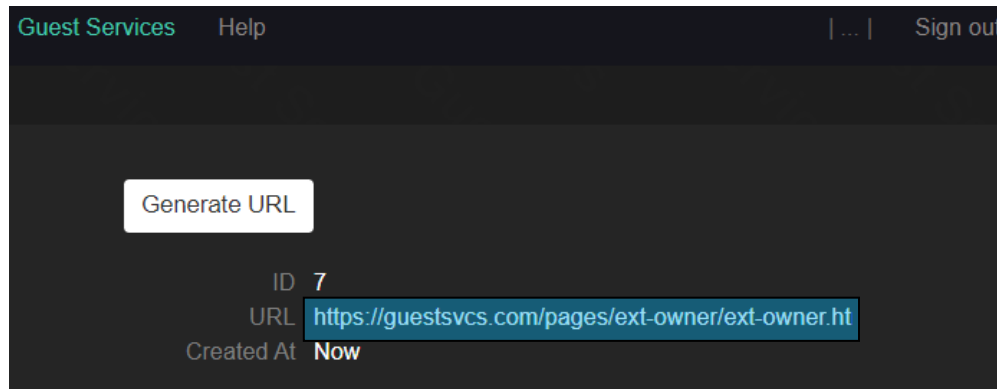 Guest Services Help | ... | Sign out
Generate URL
ID 7
URL https://guestsvcs.com/pages/ext-owner/ext-owner.ht
Created At Now